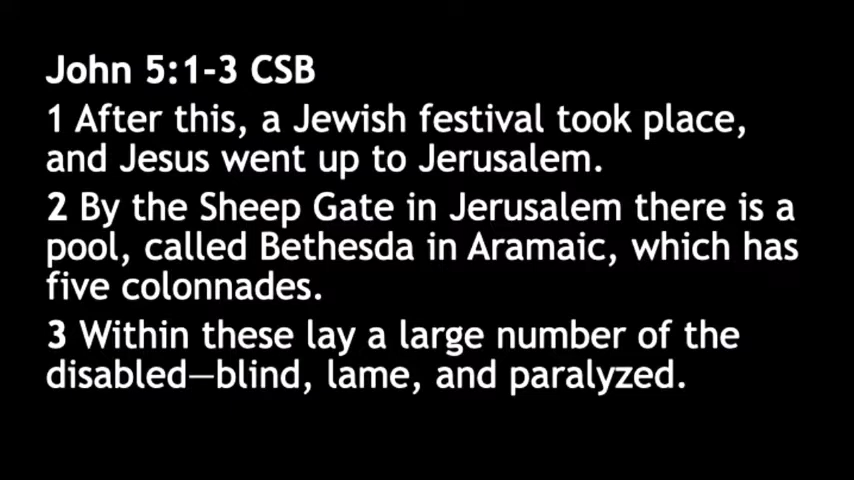 John 5:1-3 CSB
1 After this, a Jewish festival took place,
and Jesus went up to Jerusalem.
2 By the Sheep Gate in Jerusalem there is a
pool, called Bethesda in Aramaic, which has
five colonnades.
3 Within these lay a large number of the
disabled—blind, lame, and paralyzed.